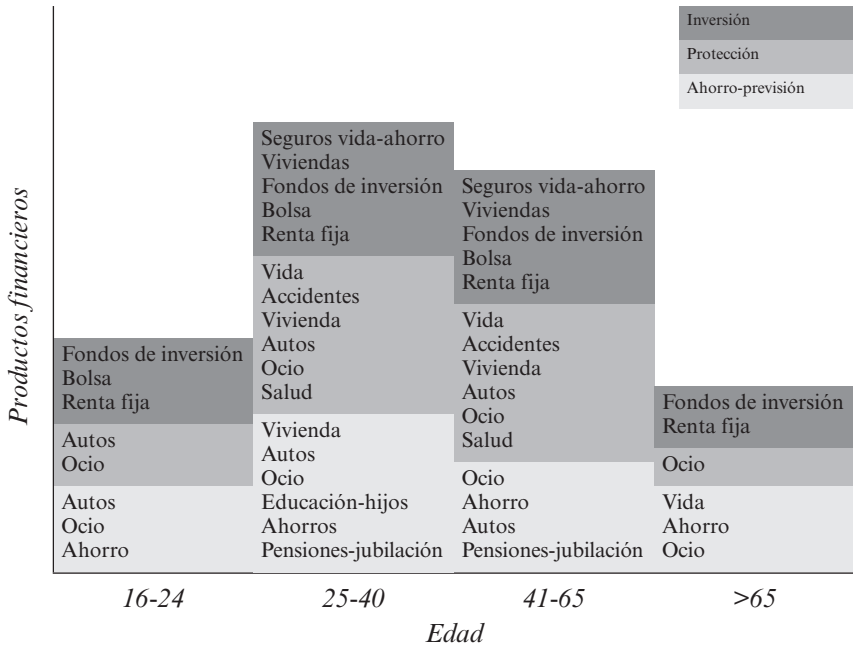 Inversión
Protección
Ahorro-previsión
Productos financieros
Fondos de inversión
Bolsa
Renta fija
Autos
Ocio
Autos
Ocio
Ahorro
Seguros vida-ahorro
Viviendas
Fondos de inversión
Bolsa
Renta fija
Vida
Accidentes
Vivienda
Autos
Ocio
Salud
Vivienda
Autos
Ocio
Educación-hijos
Ahorros
Pensiones-jubilación
Seguros vida-ahorro
Viviendas
Fondos de inversión
Bolsa
Renta fija
Vida
Accidentes
Vivienda
Autos
Ocio
Salud
Ocio
Ahorro
Autos
Pensiones-jubilación
Fondos de inversión
Renta fija
Ocio
Vida
Ahorro
Ocio
16-24
25-40
41-65
>65
Edad